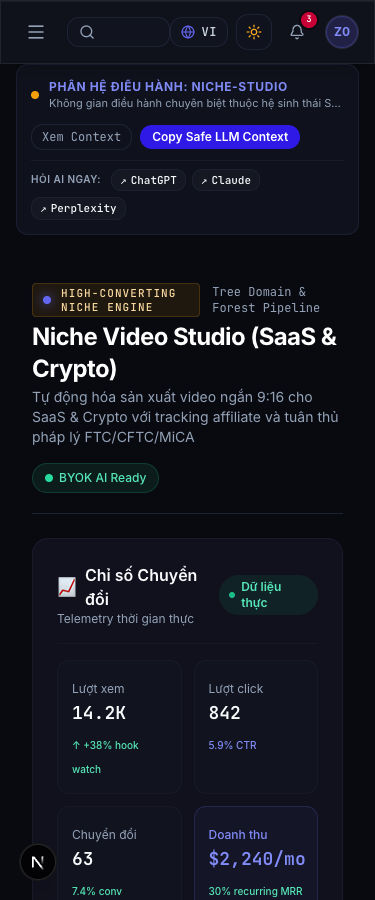 VI
3
ZO
PHÂN HỆ ĐIỀU HÀNH: NICHE-STUDIO
Không gian điều hành chuyên biệt thuộc hệ sinh thái S...
Xem Context
Copy Safe LLM Context
HỎI AI NGAY:
↗ ChatGPT
↗ Claude
↗ Perplexity
HIGH-CONVERTING
NICHE ENGINE
Tree Domain &
Forest Pipeline
Niche Video Studio (SaaS &
Crypto)
Tự động hóa sản xuất video ngắn 9:16 cho
SaaS & Crypto với tracking affiliate và tuân thủ
pháp lý FTC/CFTC/MiCA
BYOK AI Ready
Chỉ số Chuyển
đổi
Telemetry thời gian thực
Dữ liệu
thực
Lượt xem
14.2K
↑ +38% hook
watch
Lượt click
842
5.9% CTR
Chuyển đổi
63
7.4% conv
Doanh thu
$2,240/mo
30% recurring MRR
N